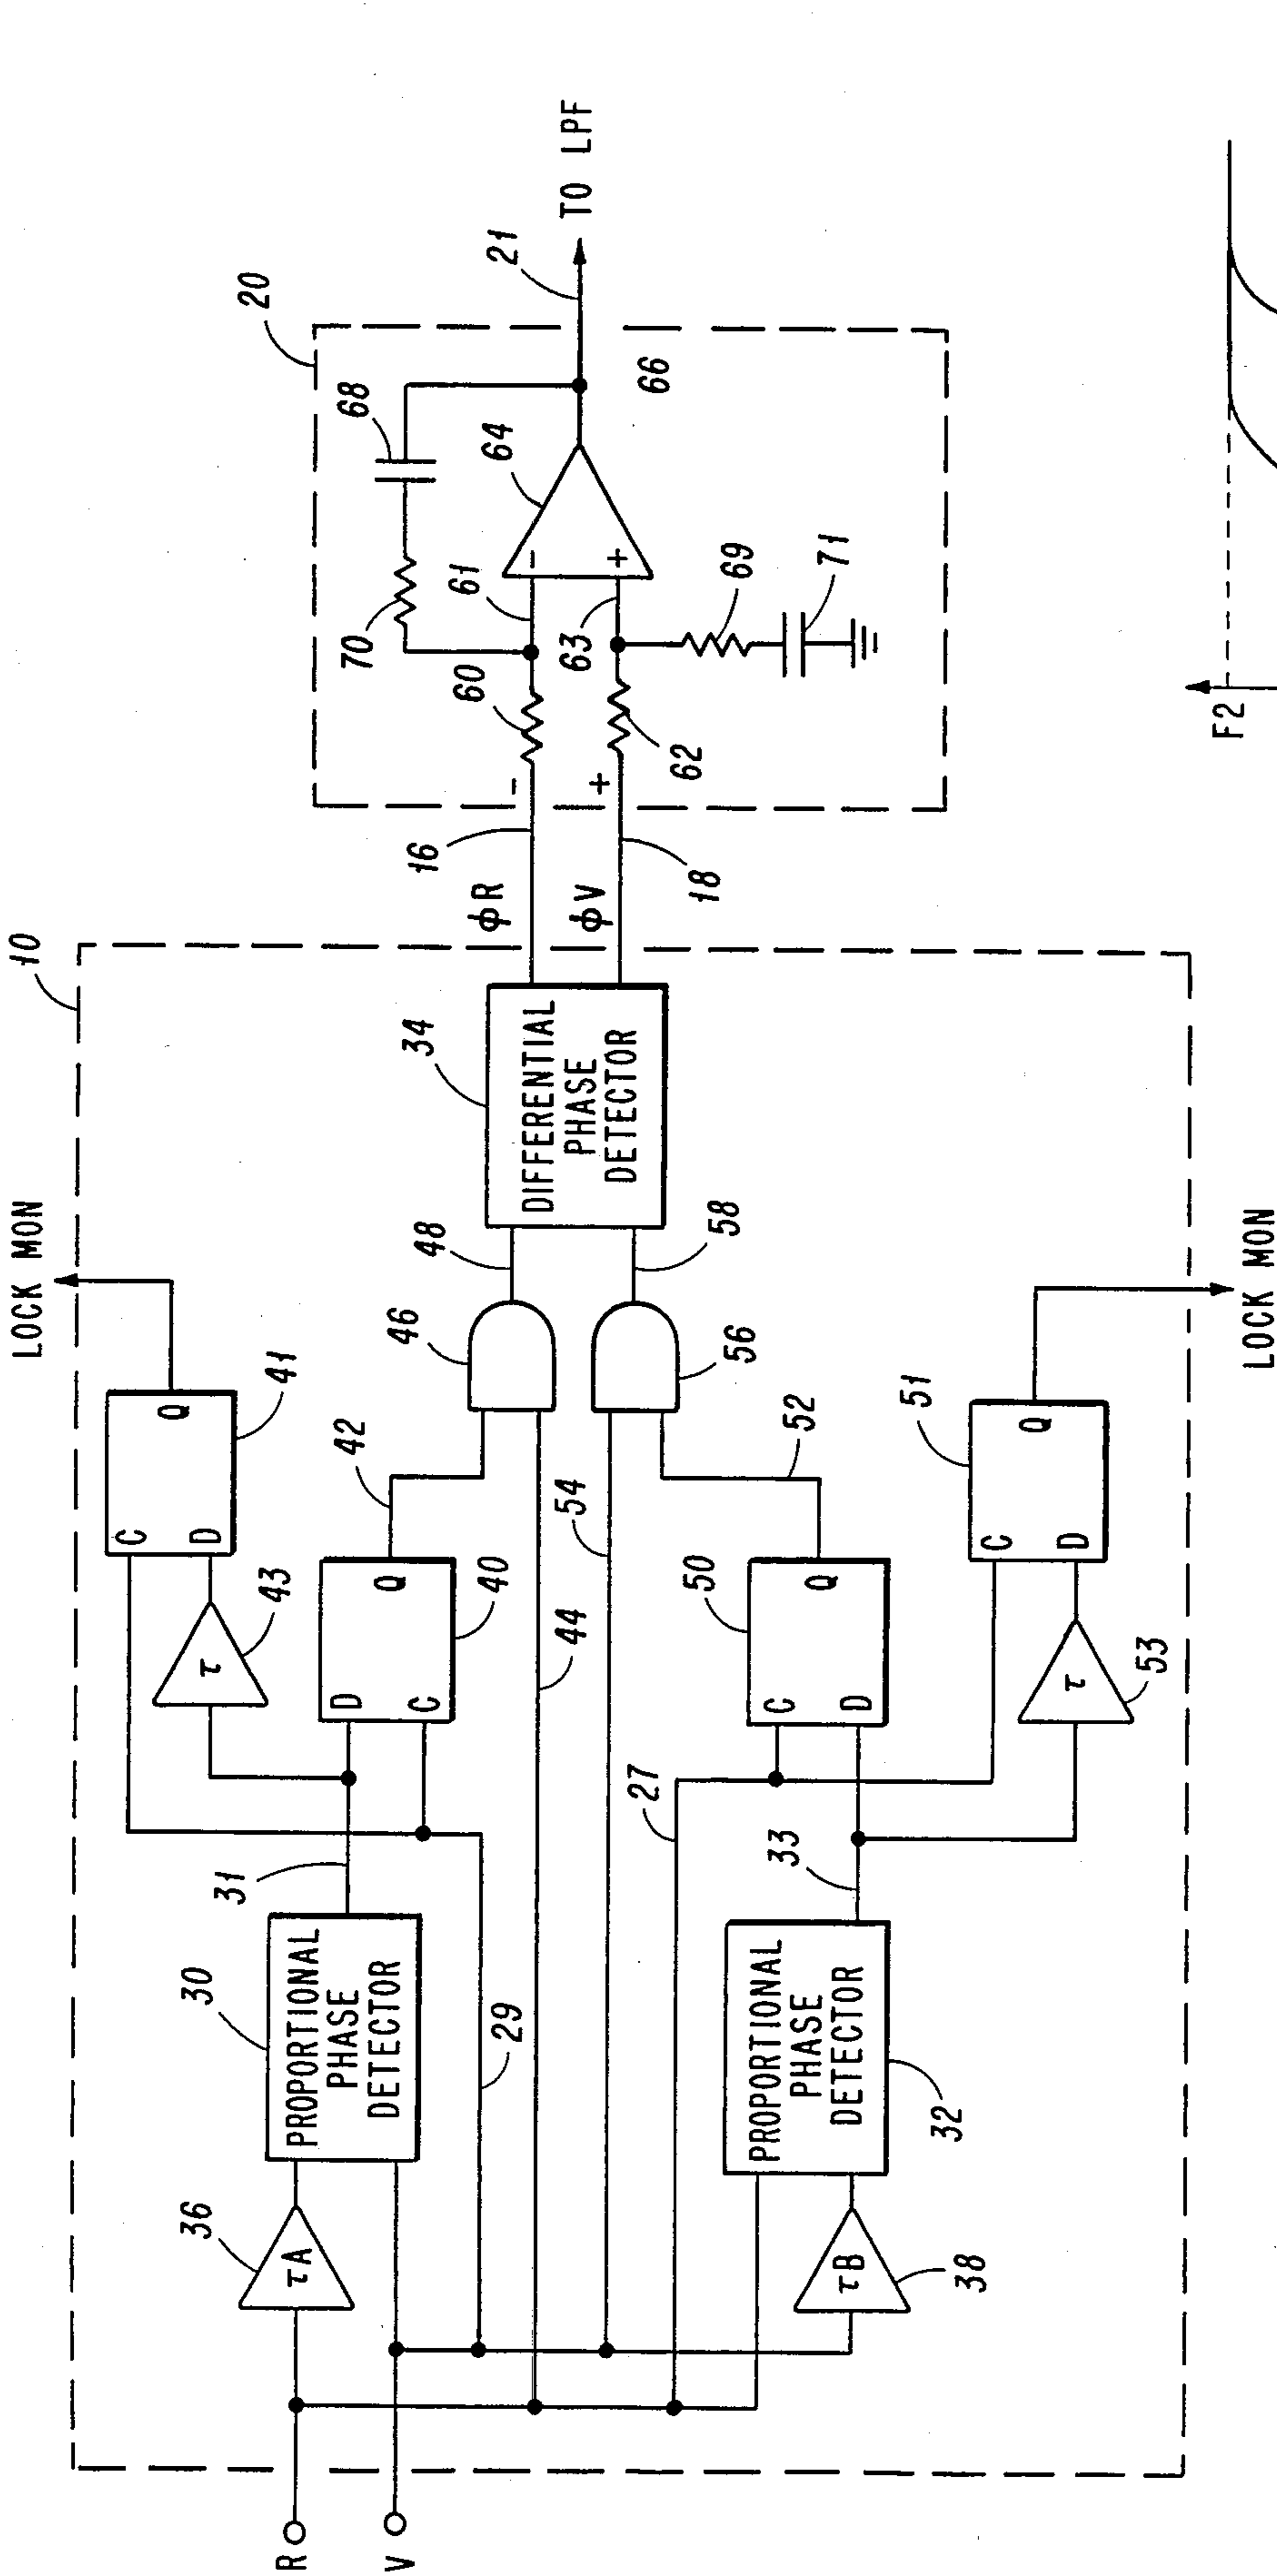 LOCK MON
10
20
41
C
D
Q
43
τ
68
36
τA
30
PROPORTIONAL
PHASE
DETECTOR
31
D
C
Q
40
42
46
48
34
DIFFERENTIAL
PHASE
DETECTOR
70
61
64
21
TO LPF
R
V
29
44
ϕR
16
-
60
-
54
ϕV
18
+
62
63
+
66
27
56
58
69
71
PROPORTIONAL
PHASE
DETECTOR
32
33
C
D
Q
50
52
τB
38
51
C
D
Q
τ
53
LOCK MON
F2